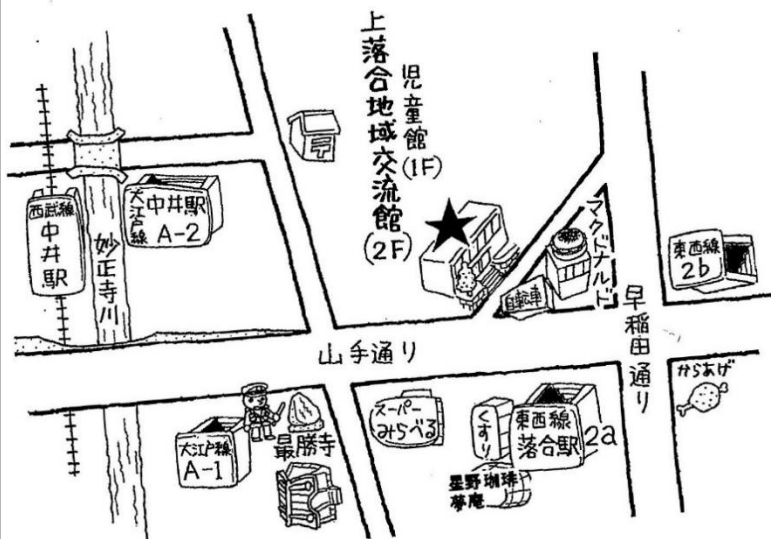 上落合地域交流館
(2F)
児童館
(1F)
〒
西武線
中井駅
妙正寺川
大江戸線
中井駅
A-2
マクドナルド
自転車
東西線
2b
早稲田通り
山手通り
からあげ
大江戸線
A-1
最勝寺
スーパー
みらべる
くすり
東西線
落合駅
2a
星野珈琲
夢庵